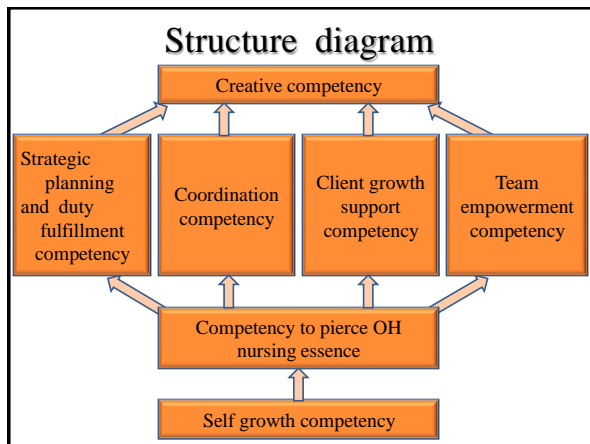 Structure diagram
Creative competency
Strategic
planning
and duty
fulfillment
competency
Coordination
competency
Client growth
support
competency
Team
empowerment
competency
Competency to pierce OH
nursing essence
Self growth competency